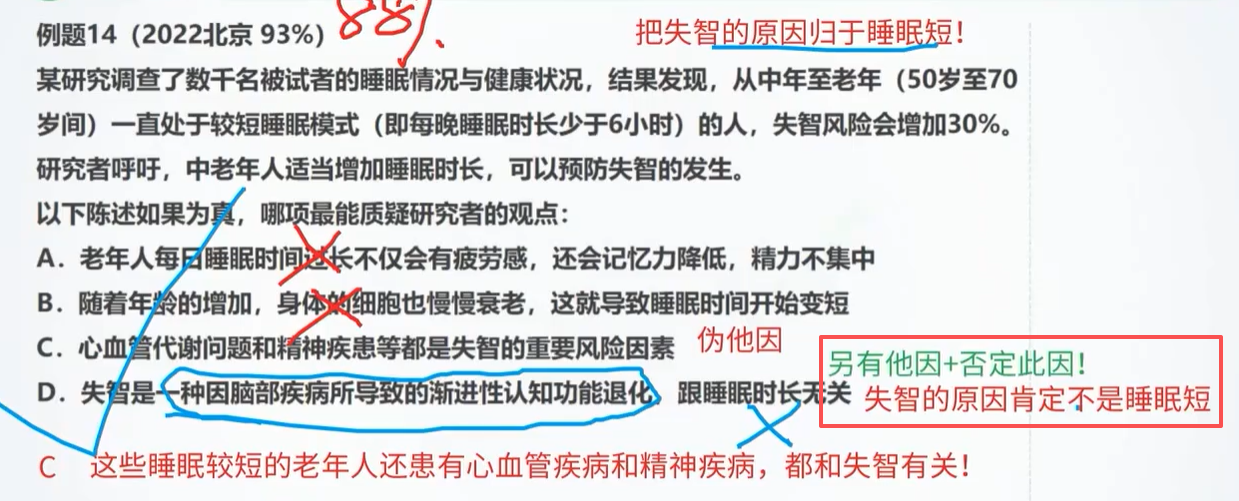 例题14（2022北京 93%） 88%.
把失智的原因归于睡眠短！
某研究调查了数千名被试者的睡眠情况与健康状况，结果发现，从中年至老年（50岁至70
岁间）一直处于较短睡眠模式（即每晚睡眠时长少于6小时）的人，失智风险会增加30%。
研究者呼吁，中老年人适当增加睡眠时长，可以预防失智的发生。
以下陈述如果为真，哪项最能质疑研究者的观点：
A．老年人每日睡眠时间过长不仅会有疲劳感，还会记忆力降低，精力不集中
B．随着年龄的增加，身体的细胞也慢慢衰老，这就导致睡眠时间开始变短
C．心血管代谢问题和精神疾患等都是失智的重要风险因素 伪他因
另有他因+否定此因！
D．失智是一种因脑部疾病所导致的渐进性认知功能退化，跟睡眠时长无关
失智的原因肯定不是睡眠短
C 这些睡眠较短的老年人还患有心血管疾病和精神疾病，都和失智有关！